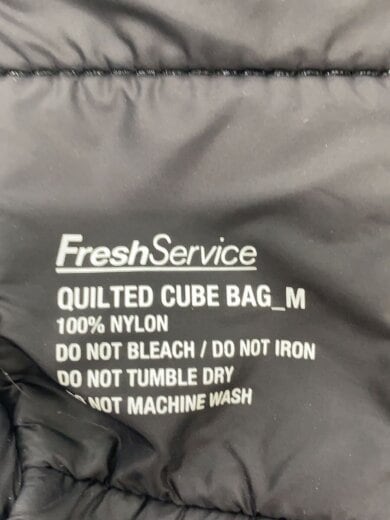 FreshService
QUILTED CUBE BAG_M
100% NYLON
DO NOT BLEACH / DO NOT IRON
DO NOT TUMBLE DRY
DO NOT MACHINE WASH